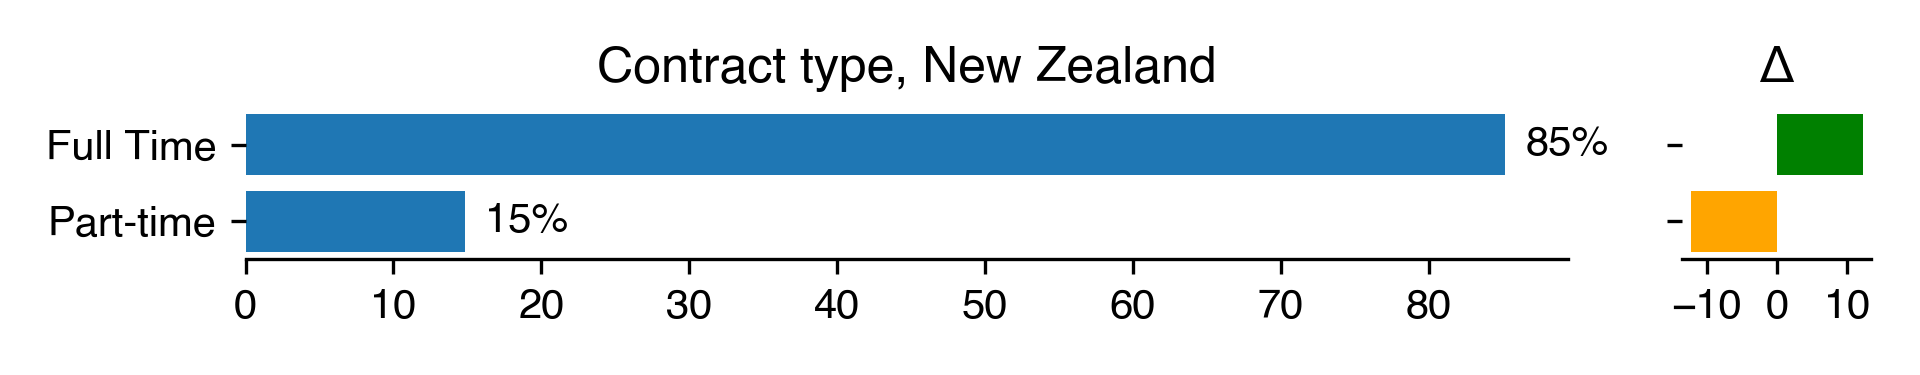 Contract type, New Zealand Δ
Full Time 85%
Part-time 15%
0 10 20 30 40 50 60 70 80 −10 0 10